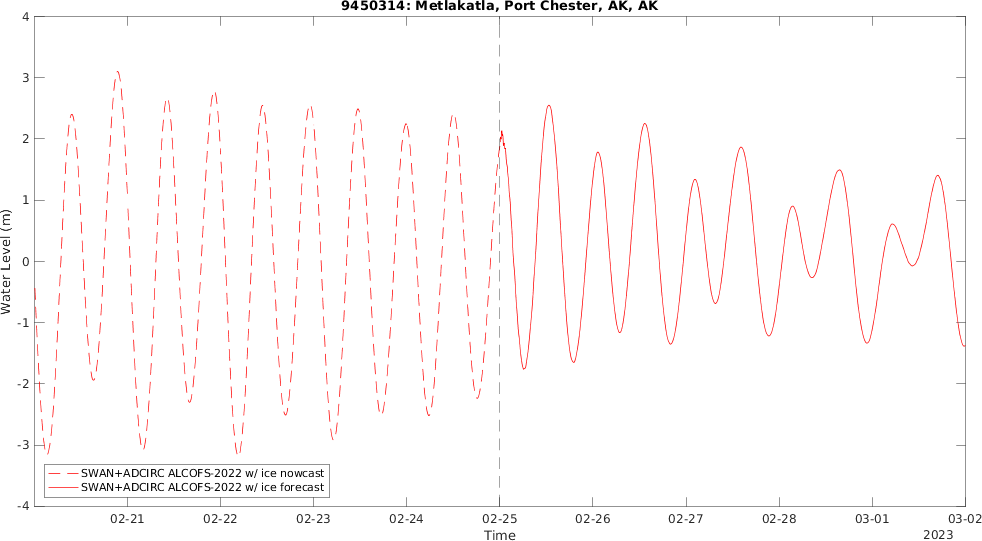 9450314: Metlakatla, Port Chester, AK, AK
4
3
2
1
0
-1
-2
-3
-4
Water Level (m)
SWAN+ADCIRC ALCOFS-2022 w/ ice nowcast
SWAN+ADCIRC ALCOFS-2022 w/ ice forecast
02-21 02-22 02-23 02-24 02-25 02-26 02-27 02-28 03-01 03-02
Time
2023